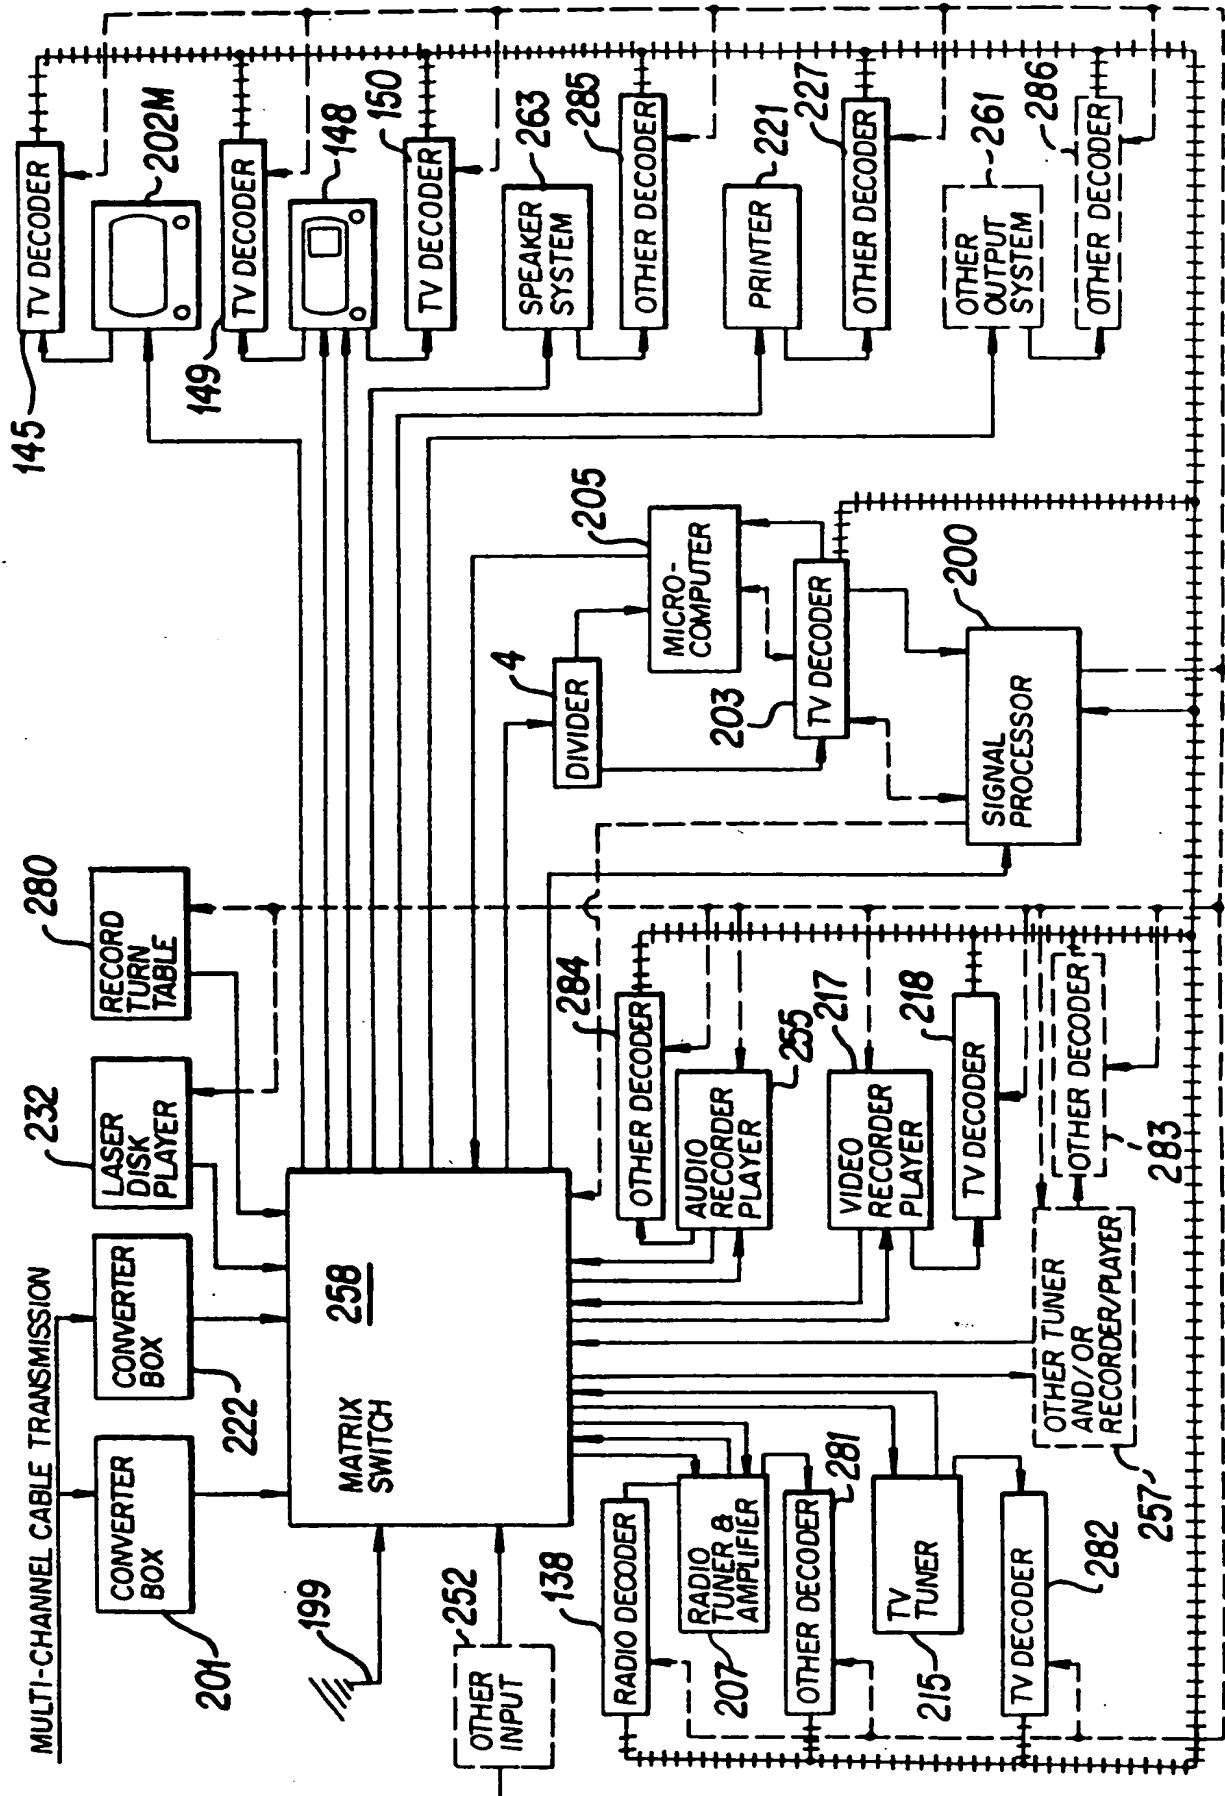 MULTI-CHANNEL CABLE TRANSMISSION
201
CONVERTER
BOX
222
CONVERTER
BOX
232
LASER
DISK
PLAYER
280
RECORD
TURN
TABLE
199
252
OTHER
INPUT
MATRIX
SWITCH
258
4
DIVIDER
205
MICRO-
COMPUTER
203
TV DECODER
200
SIGNAL
PROCESSOR
145
TV DECODER
202M
149
TV DECODER
148
150
TV DECODER
263
SPEAKER
SYSTEM
285
OTHER DECODER
221
PRINTER
227
OTHER DECODER
261
OTHER
OUTPUT
SYSTEM
286
OTHER DECODER
138
RADIO DECODER
207
RADIO
TUNER &
AMPLIFIER
281
OTHER DECODER
215
TV
TUNER
282
TV DECODER
257
OTHER TUNER
AND/OR
RECORDER/PLAYER
283
OTHER DECODER
284
OTHER DECODER
255
AUDIO
RECORDER
PLAYER
217
VIDEO
RECORDER
PLAYER
218
TV DECODER